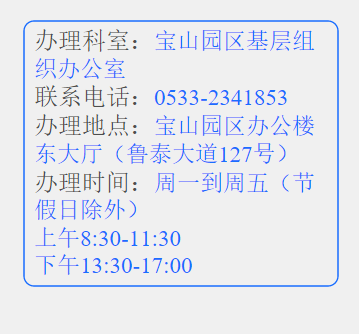 办理科室：宝山园区基层组
织办公室
联系电话：0533-2341853
办理地点：宝山园区办公楼
东大厅（鲁泰大道127号）
办理时间：周一到周五（节
假日除外）
上午8:30-11:30
下午13:30-17:00